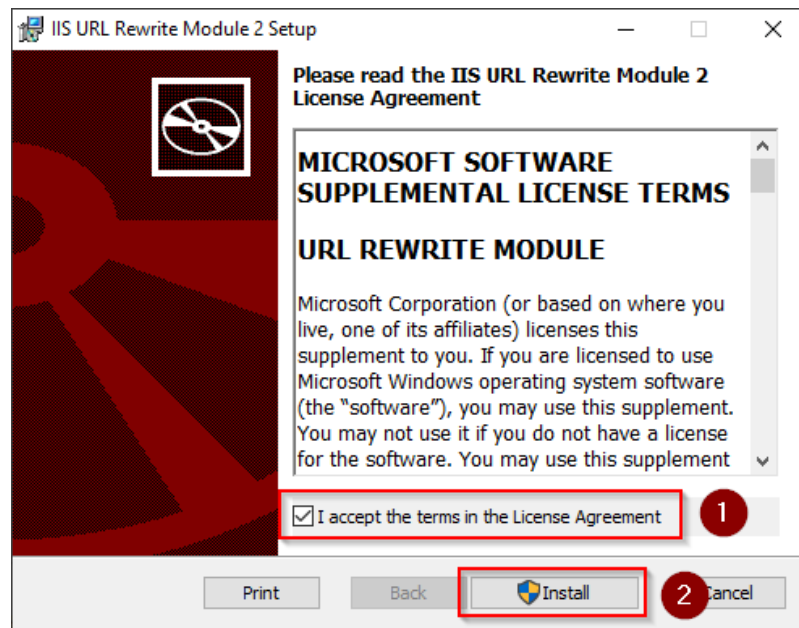 IIS URL Rewrite Module 2 Setup
Please read the IIS URL Rewrite Module 2
License Agreement
MICROSOFT SOFTWARE
SUPPLEMENTAL LICENSE TERMS
URL REWRITE MODULE
Microsoft Corporation (or based on where you
live, one of its affiliates) licenses this
supplement to you. If you are licensed to use
Microsoft Windows operating system software
(the “software”), you may use this supplement.
You may not use it if you do not have a license
for the software. You may use this supplement
I accept the terms in the License Agreement 1
Print Back Install 2 Cancel